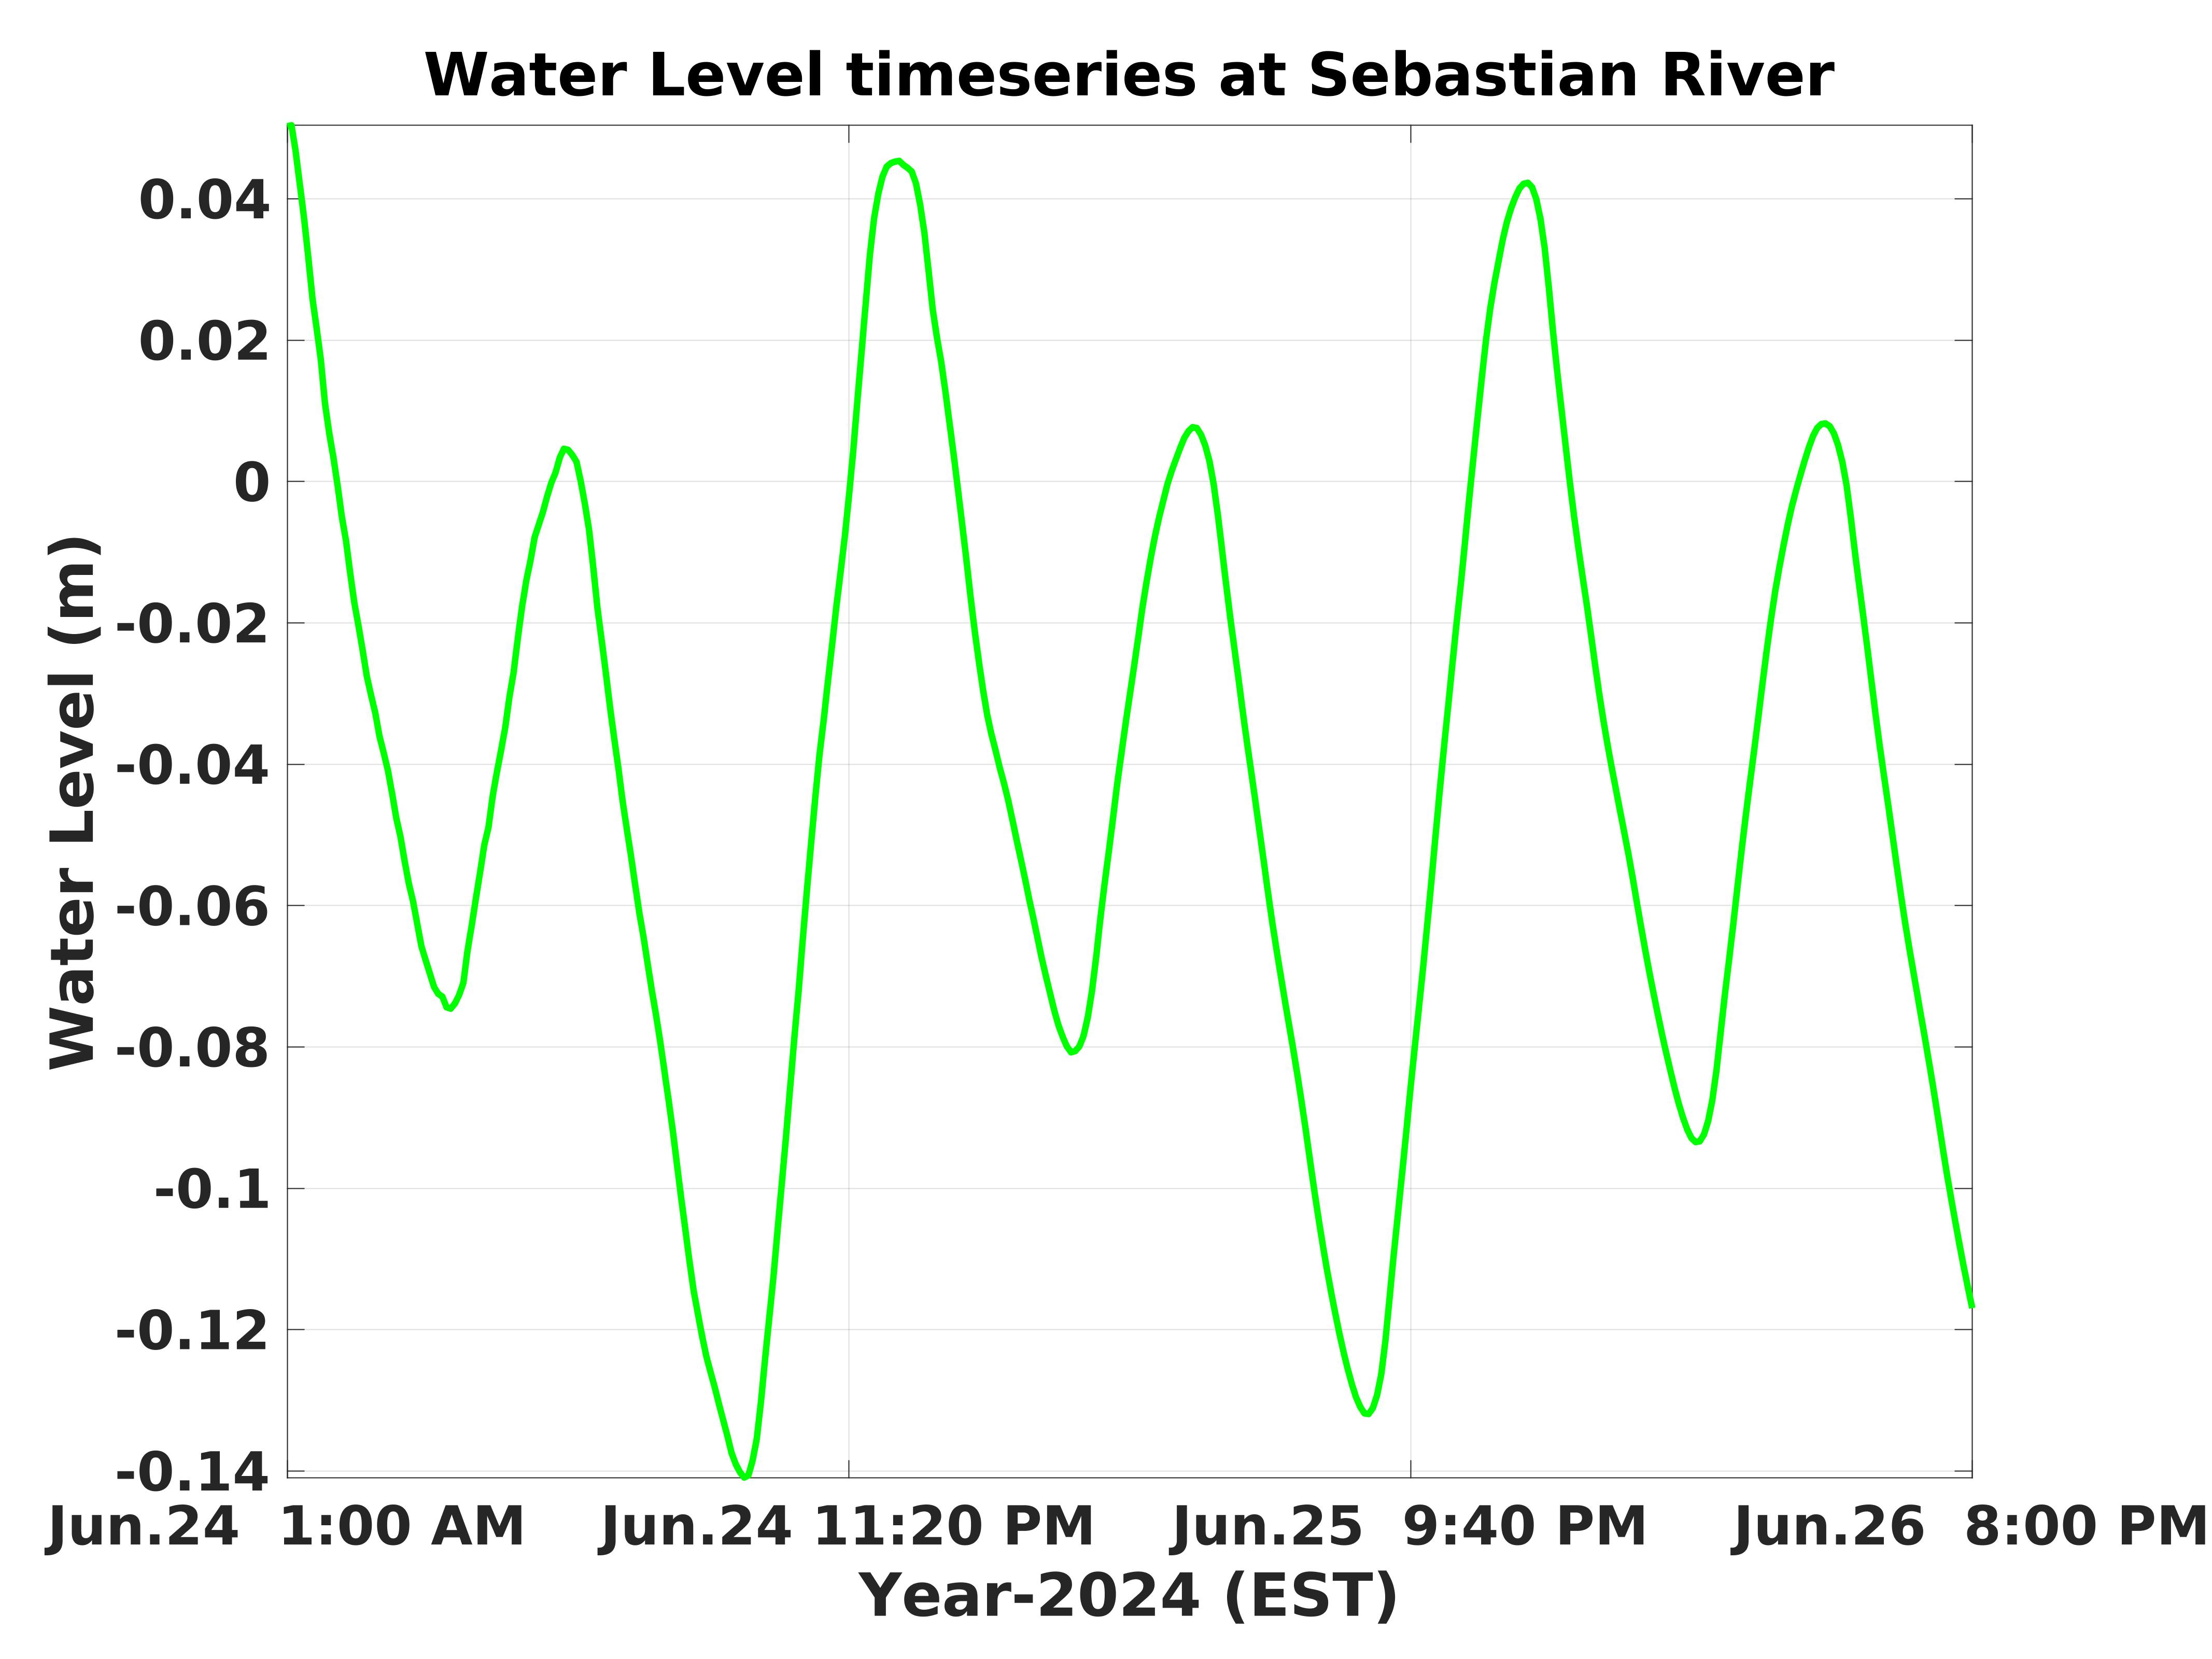 Water Level timeseries at Sebastian River
Water Level (m)
0.04
0.02
0
-0.02
-0.04
-0.06
-0.08
-0.1
-0.12
-0.14
Jun.24 1:00 AM Jun.24 11:20 PM Jun.25 9:40 PM Jun.26 8:00 PM
Year-2024 (EST)